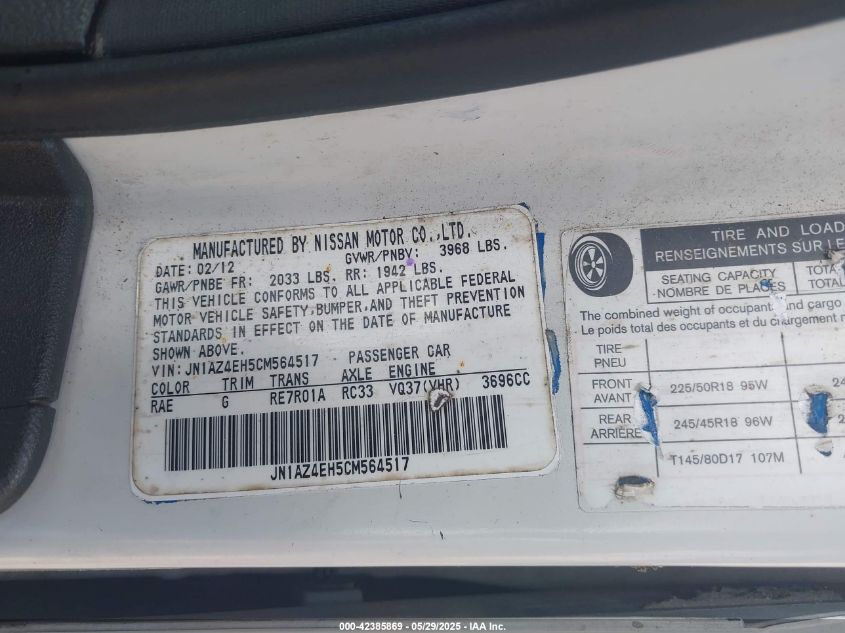 MANUFACTURED BY NISSAN MOTOR CO.,LTD.
DATE: 02/12 GVWR/PNBV: 3968 LBS.
GAWR/PNBE FR: 2033 LBS. RR: 1942 LBS.
THIS VEHICLE CONFORMS TO ALL APPLICABLE FEDERAL
MOTOR VEHICLE SAFETY, BUMPER, AND THEFT PREVENTION
STANDARDS IN EFFECT ON THE DATE OF MANUFACTURE
SHOWN ABOVE.
VIN: JN1AZ4EH5CM564517 PASSENGER CAR
COLOR TRIM TRANS AXLE ENGINE
RAE G RE7R01A RC33 VQ37(VHR) 3696CC
JN1AZ4EH5CM564517
TIRE AND LOAD
RENSEIGNEMENTS SUR LE
SEATING CAPACITY
NOMBRE DE PLACES
TOTAL
TOTAL
The combined weight of occupants and cargo
Le poids total des occupants et du chargement
TIRE
PNEU
FRONT
AVANT
225/50R18 95W
REAR
ARRIÈRE
245/45R18 96W
T145/80D17 107M
000-42385869 - 05/29/2025 - IAA Inc.